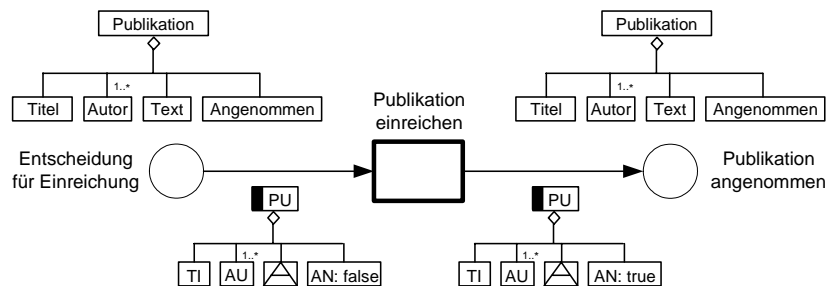 Publikation
1..*
Titel Autor Text Angenommen
Publikation
1..*
Titel Autor Text Angenommen
Publikation
einreichen
Entscheidung
für Einreichung
Publikation
angenommen
PU
1..*
TI AU AN: false
PU
1..*
TI AU AN: true